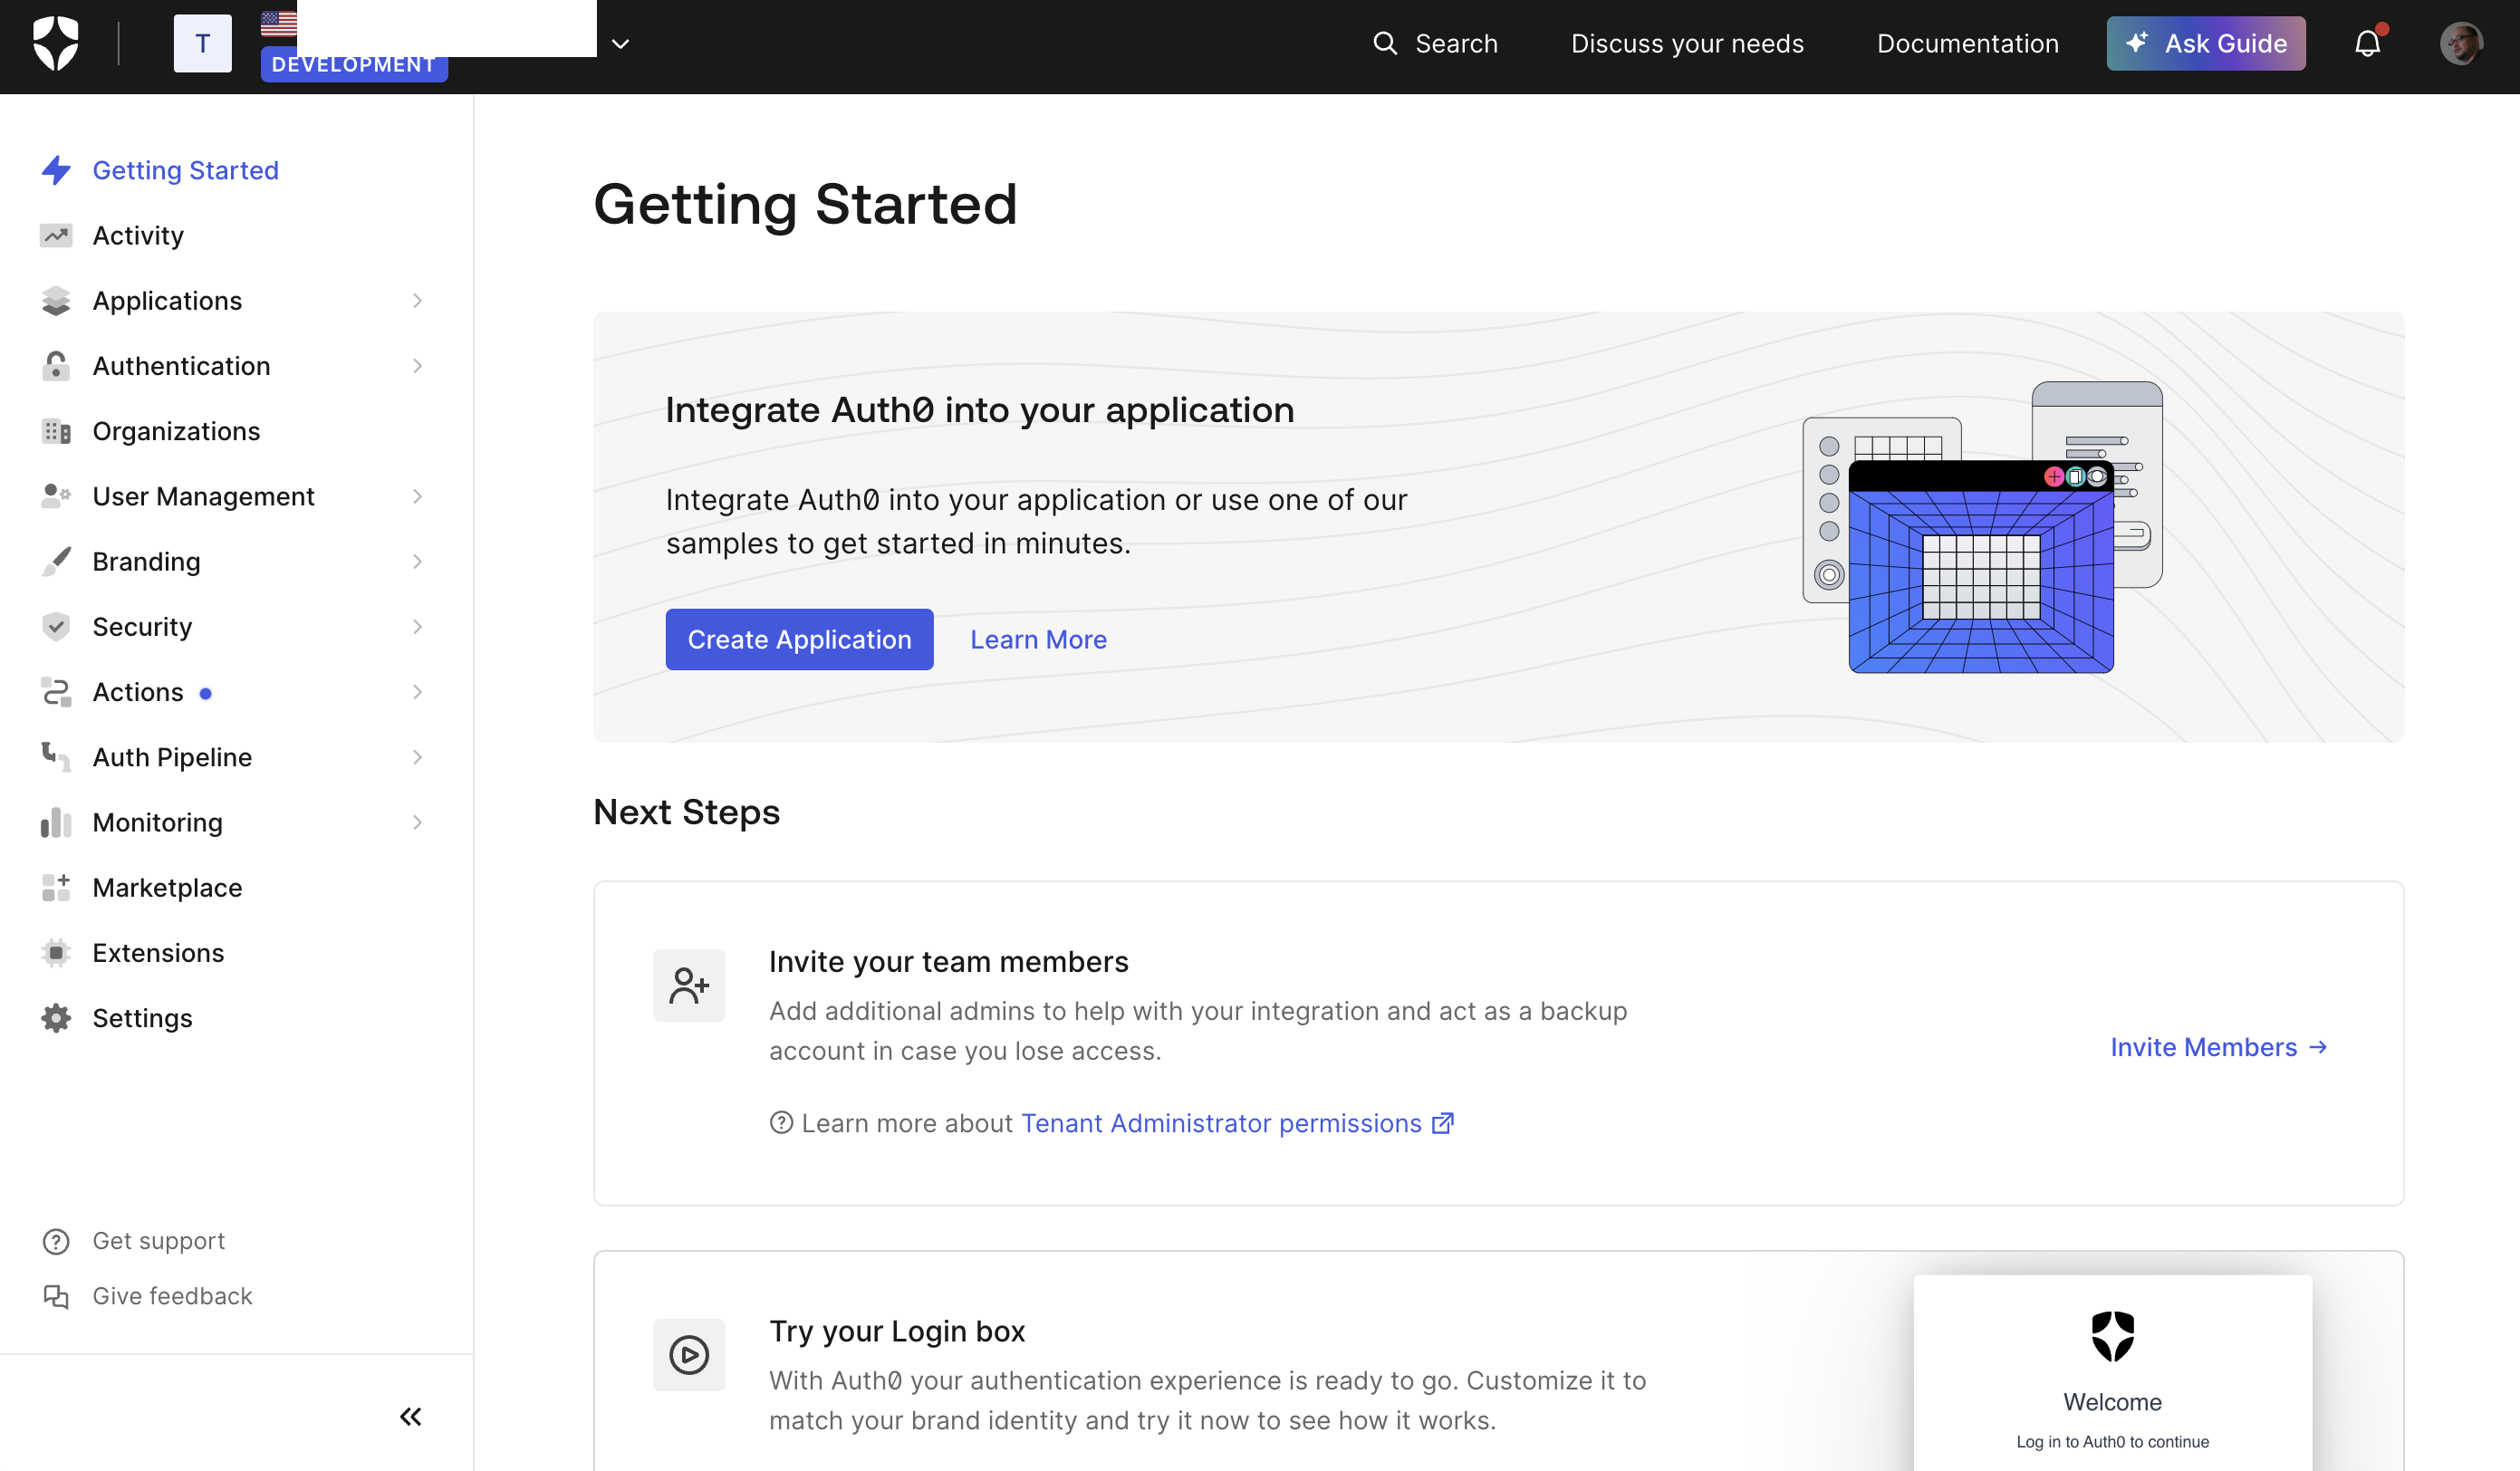 T
DEVELOPMENT
Search
Discuss your needs
Documentation
Ask Guide
Getting Started
Activity
Applications
Authentication
Organizations
User Management
Branding
Security
Actions
Auth Pipeline
Monitoring
Marketplace
Extensions
Settings
Get support
Give feedback
Getting Started
Integrate Auth0 into your application
Integrate Auth0 into your application or use one of our
samples to get started in minutes.
Create Application
Learn More
Next Steps
Invite your team members
Add additional admins to help with your integration and act as a backup
account in case you lose access.
Invite Members →
Learn more about Tenant Administrator permissions
Try your Login box
With Auth0 your authentication experience is ready to go. Customize it to
match your brand identity and try it now to see how it works.
Welcome
Log in to Auth0 to continue